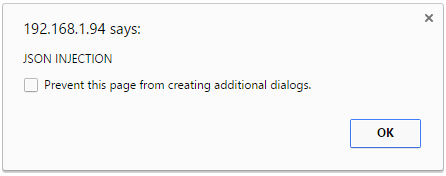 192.168.1.94 says:
JSON INJECTION
Prevent this page from creating additional dialogs.
OK